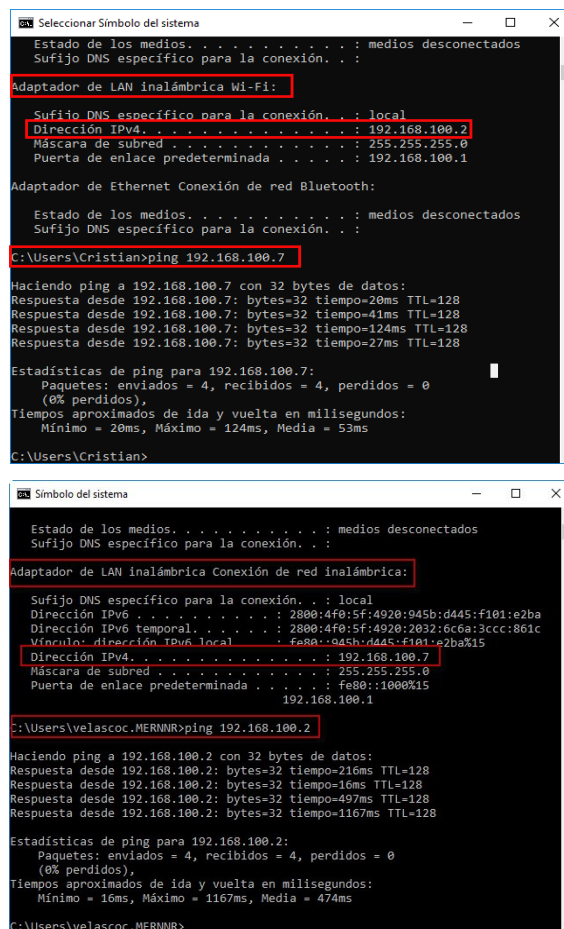 Seleccionar Símbolo del sistema
Estado de los medios. . . . . . . . . . . : medios desconectados
Sufijo DNS específico para la conexión. . :
Adaptador de LAN inalámbrica Wi-Fi:
Sufijo DNS específico para la conexión. . : local
Dirección IPv4. . . . . . . . . . . . . . : 192.168.100.2
Máscara de subred . . . . . . . . . . . . : 255.255.255.0
Puerta de enlace predeterminada . . . . . : 192.168.100.1
Adaptador de Ethernet Conexión de red Bluetooth:
Estado de los medios. . . . . . . . . . . : medios desconectados
Sufijo DNS específico para la conexión. . :
C:\Users\Cristian>ping 192.168.100.7
Haciendo ping a 192.168.100.7 con 32 bytes de datos:
Respuesta desde 192.168.100.7: bytes=32 tiempo=20ms TTL=128
Respuesta desde 192.168.100.7: bytes=32 tiempo=41ms TTL=128
Respuesta desde 192.168.100.7: bytes=32 tiempo=124ms TTL=128
Respuesta desde 192.168.100.7: bytes=32 tiempo=27ms TTL=128
Estadísticas de ping para 192.168.100.7:
Paquetes: enviados = 4, recibidos = 4, perdidos = 0
(0% perdidos),
Tiempos aproximados de ida y vuelta en milisegundos:
Mínimo = 20ms, Máximo = 124ms, Media = 53ms
C:\Users\Cristian>
Símbolo del sistema
Estado de los medios. . . . . . . . . . . : medios desconectados
Sufijo DNS específico para la conexión. . :
Adaptador de LAN inalámbrica Conexión de red inalámbrica:
Sufijo DNS específico para la conexión. . : local
Dirección IPv6 . . . . . . . . . . : 2800:4f0:5f:4920:945b:d445:f101:e2ba
Dirección IPv6 temporal. . . . . . : 2800:4f0:5f:4920:2032:6c6a:3ccc:861c
Vínculo: dirección IPv6 local . . . : fe80::945b:d445:f101:e2ba%15
Dirección IPv4. . . . . . . . . . . . . . : 192.168.100.7
Máscara de subred . . . . . . . . . . . . : 255.255.255.0
Puerta de enlace predeterminada . . . . . : fe80::1000%15
192.168.100.1
C:\Users\velascoc.MERNNR>ping 192.168.100.2
Haciendo ping a 192.168.100.2 con 32 bytes de datos:
Respuesta desde 192.168.100.2: bytes=32 tiempo=216ms TTL=128
Respuesta desde 192.168.100.2: bytes=32 tiempo=16ms TTL=128
Respuesta desde 192.168.100.2: bytes=32 tiempo=497ms TTL=128
Respuesta desde 192.168.100.2: bytes=32 tiempo=1167ms TTL=128
Estadísticas de ping para 192.168.100.2:
Paquetes: enviados = 4, recibidos = 4, perdidos = 0
(0% perdidos),
Tiempos aproximados de ida y vuelta en milisegundos:
Mínimo = 16ms, Máximo = 1167ms, Media = 474ms
C:\Users\velascoc.MERNNR>